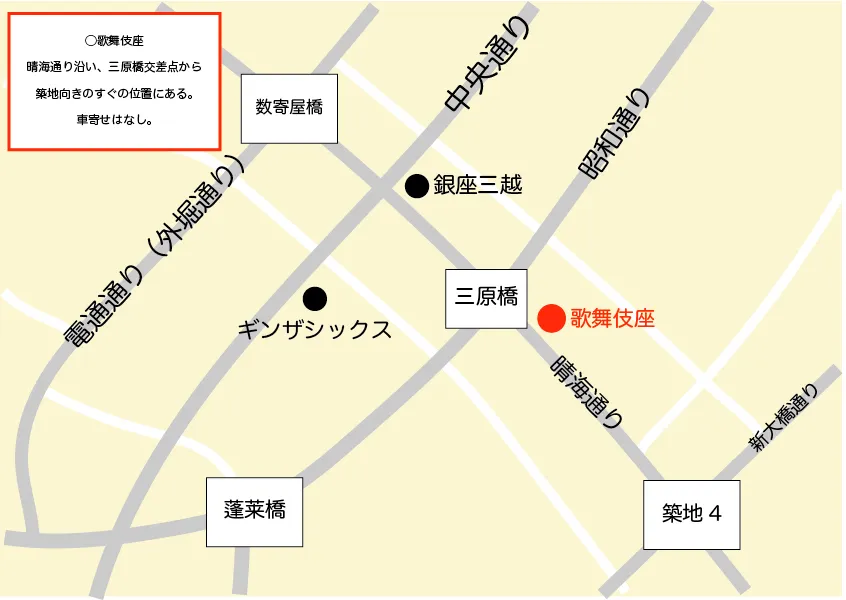 〇歌舞伎座
晴海通り沿い、三原橋交差点から
築地向きのすぐの位置にある。
車寄せはなし。
数寄屋橋
中央通り
昭和通り
電通通り（外堀通り）
銀座三越
三原橋
歌舞伎座
ギンザシックス
晴海通り
新大橋通り
蓬莱橋
築地４